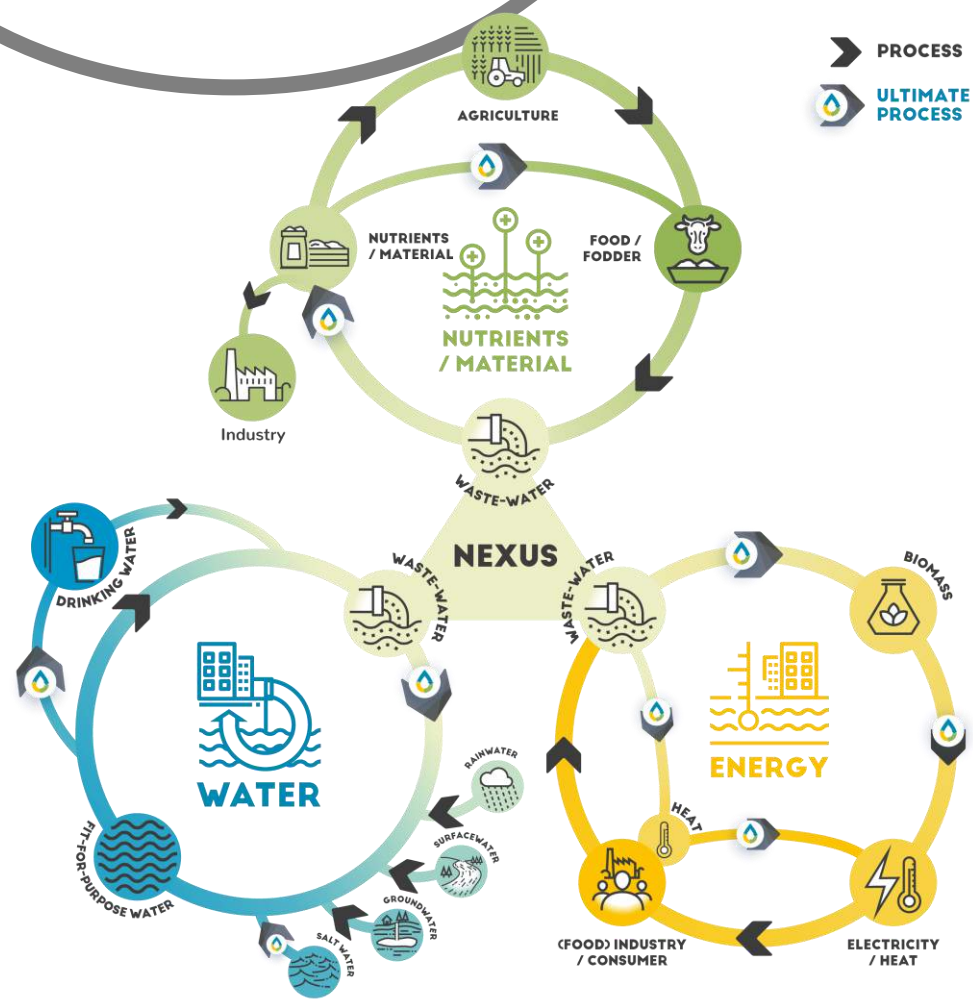 PROCESS
ULTIMATE
PROCESS
AGRICULTURE
NUTRIENTS
/ MATERIAL
FOOD /
FODDER
NUTRIENTS
/ MATERIAL
Industry
WASTE-WATER
NEXUS
DRINKING WATER
WASTE-WATER
WASTE-WATER
BIOMASS
WATER
ENERGY
RAINWATER
SURFACEWATER
GROUNDWATER
SALT WATER
FIT-FOR-PURPOSE WATER
HEAT
(FOOD) INDUSTRY
/ CONSUMER
ELECTRICITY
/ HEAT